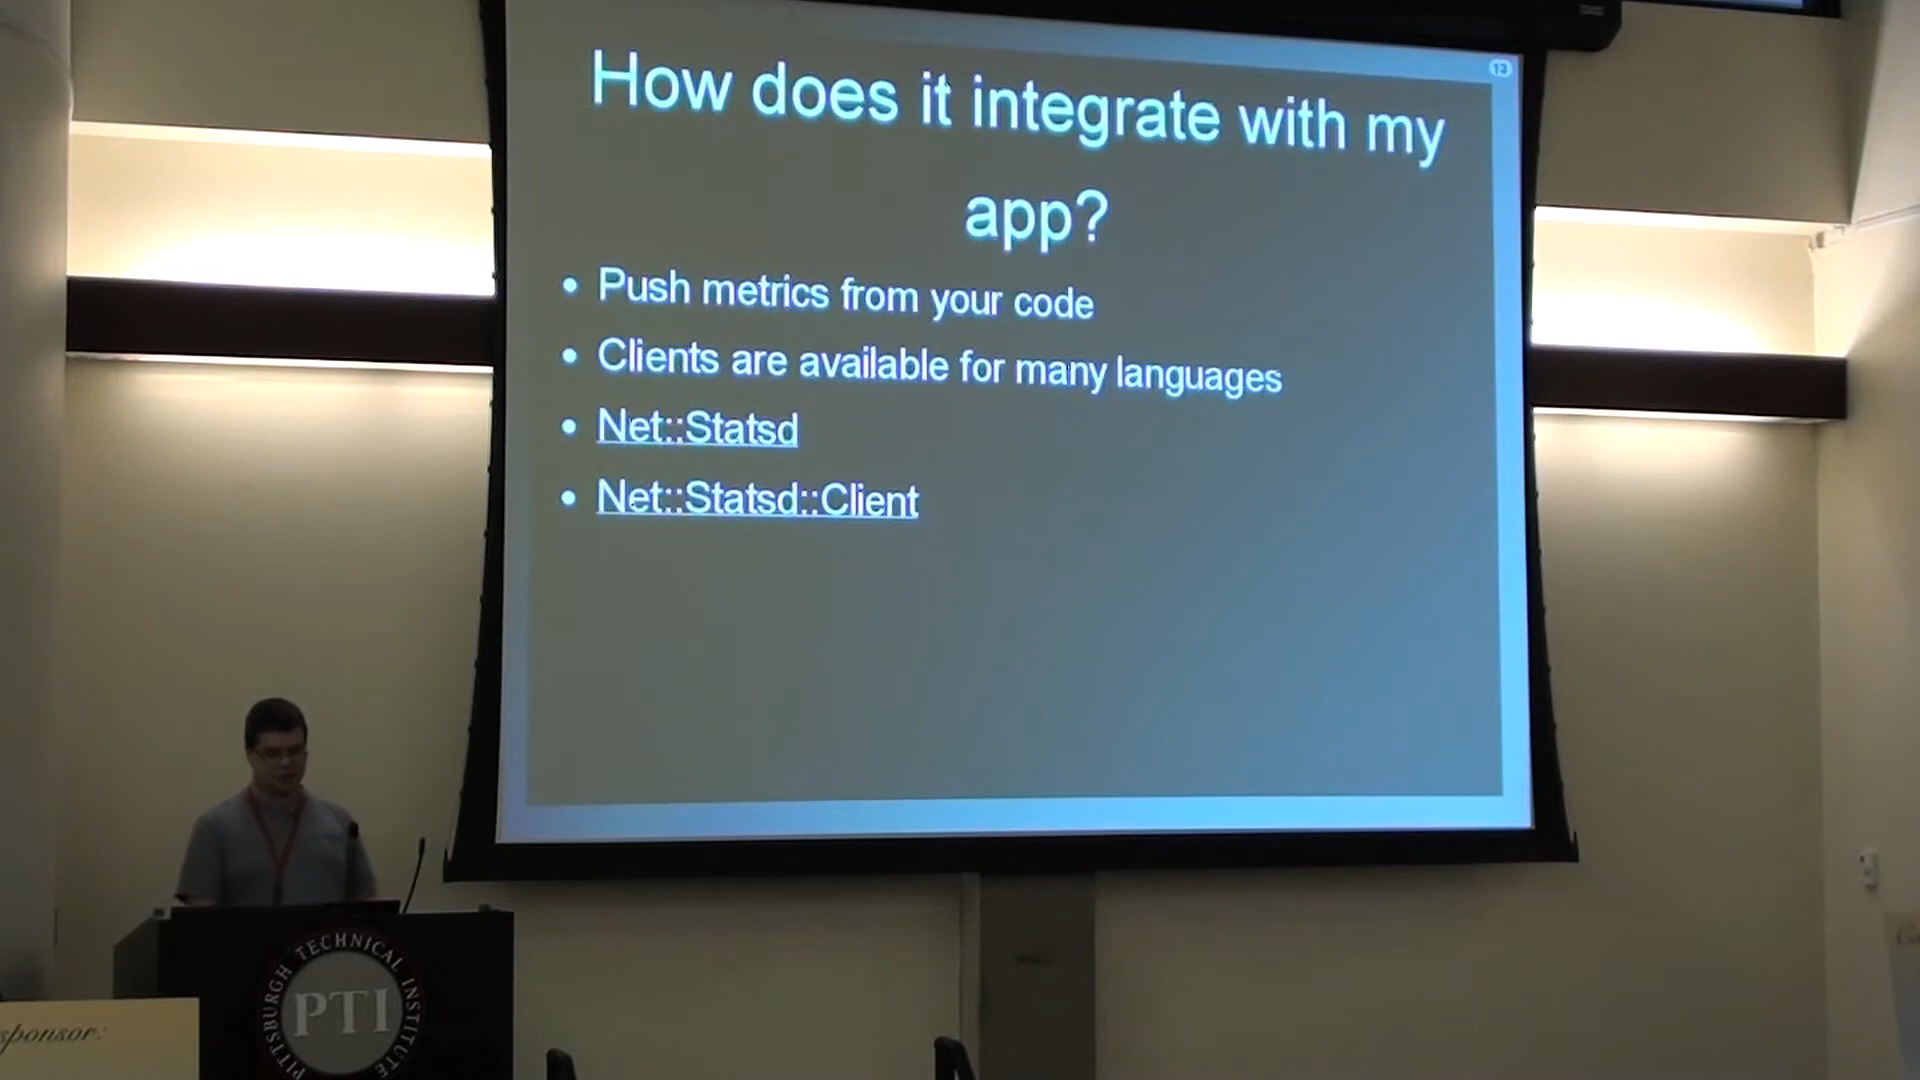 13
How does it integrate with my
app?
• Push metrics from your code
• Clients are available for many languages
• Net::Statsd
• Net::Statsd::Client
PITTSBURGH TECHNICAL INSTITUTE
PTI
sponsor: